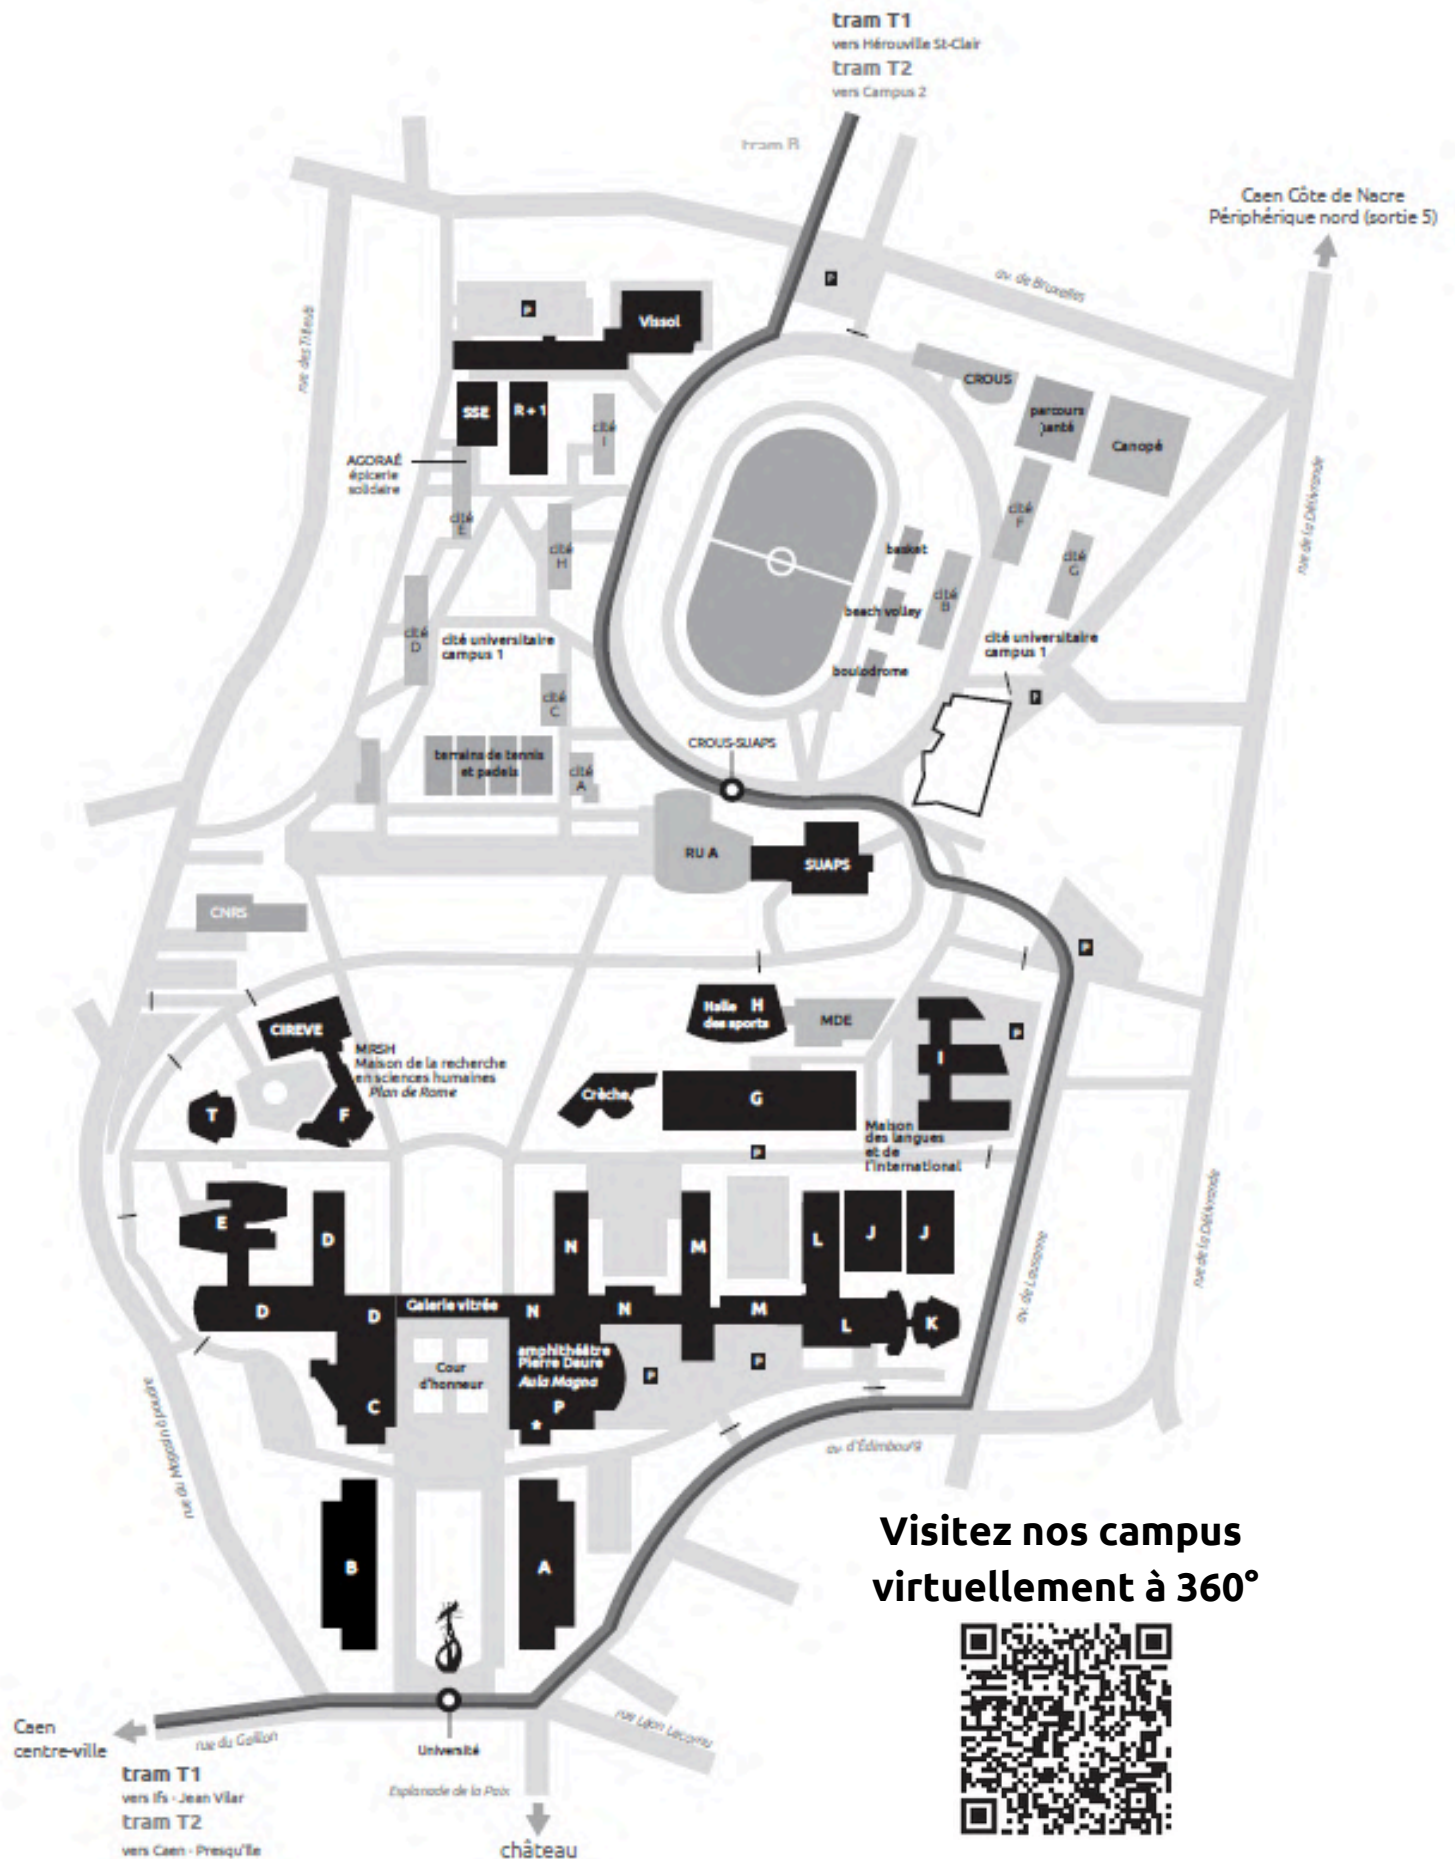 tram T1
vers Hérouville St-Clair
tram T2
vers Campus 2
tram B
Caen Côte de Nacre
Périphérique nord (sortie 5)
av. de Bruxelles
P
P
Vissol
rue des Tilleuls
CROUS
SSE
R + 1
cité
I
parcours
santé
Canopé
AGORAÉ
épicerie
solidaire
cité
E
cité
H
cité
F
rue de la Délivrande
basket
cité
G
cité
B
beach volley
cité
D
cité universitaire
campus 1
cité universitaire
campus 1
boulodrome
P
cité
C
CROUS-SUAPS
terrains de tennis
et padels
cité
A
RU A
SUAPS
CNRS
P
Halle H
des sports
MDE
P
CIREVE
MRSH
Maison de la recherche
en sciences humaines
Plan de Rome
I
Crèche
G
T
F
Maison
des langues
et de
l'international
P
E
D
N
M
L
J
J
rue de la Délivrande
av. de Lausanne
D
D
Galerie vitrée
N
N
M
L
K
amphithéâtre
Pierre Daure
Aula Magna
P
P
P
Cour
d'honneur
C
rue du Magasin à poudre
av. d'Édimbourg
B
A
Visitez nos campus
virtuellement à 360°
Caen
centre-ville
rue du Gaillon
Université
rue Léon Lecornu
tram T1
vers Ifs - Jean Vilar
tram T2
vers Caen - Presqu'île
Esplanade de la Paix
château